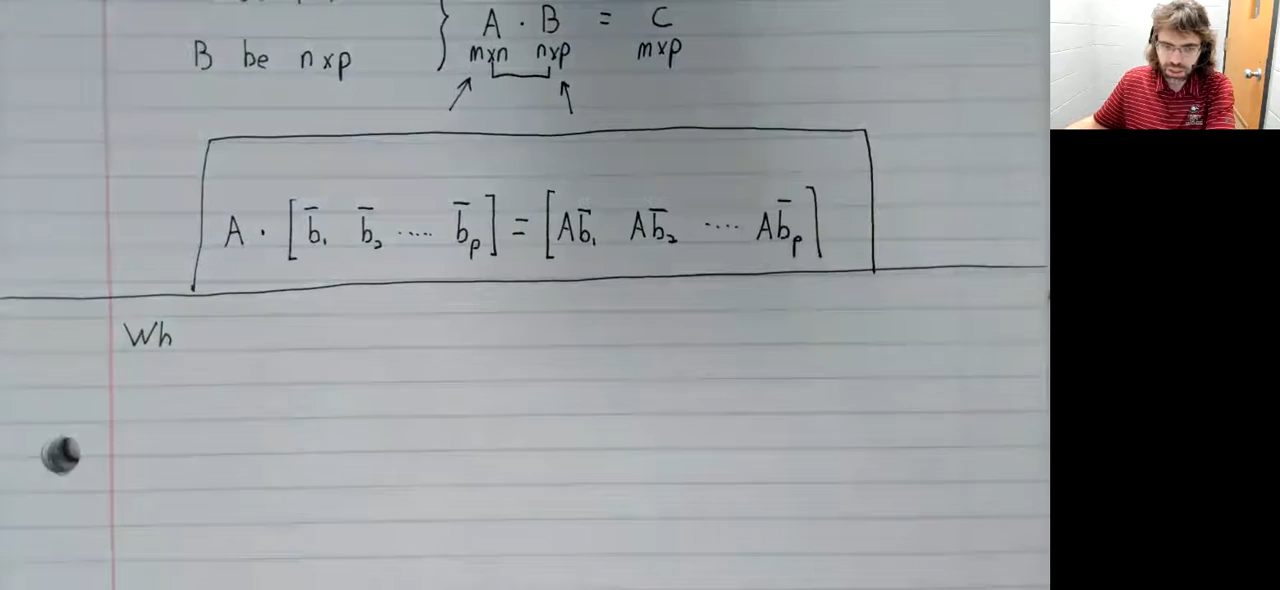 } A · B = C
B be n×p m×n n×p m×p
A · [b̄₁ b̄₂ ..... b̄ₚ] = [Ab̄₁ Ab̄₂ .... Ab̄ₚ]
Wh